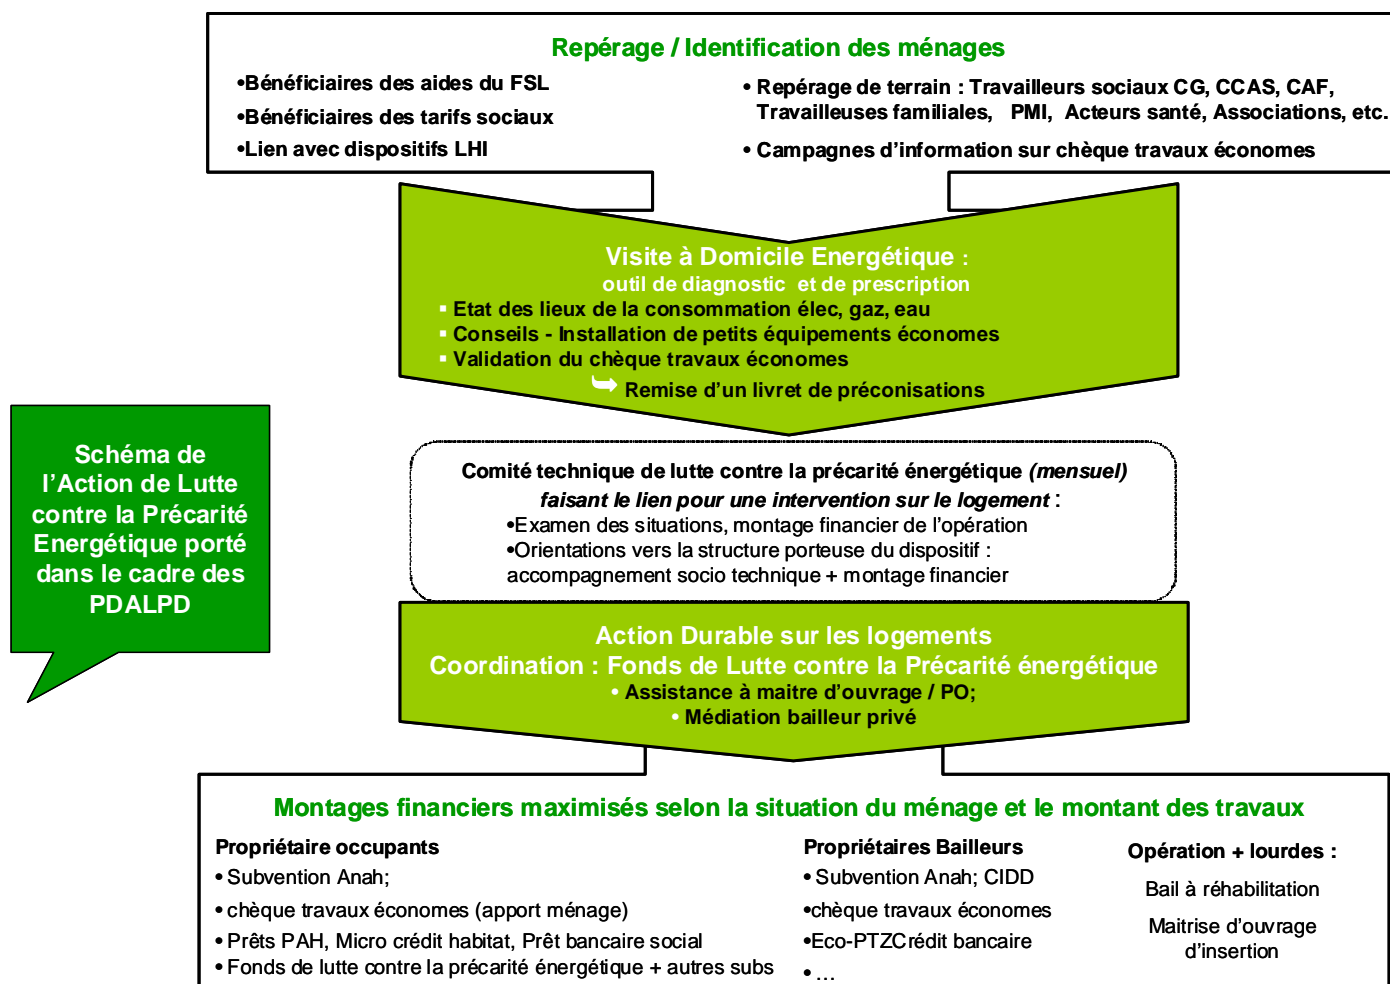 Repérage / Identification des ménages
•Bénéficiaires des aides du FSL
•Bénéficiaires des tarifs sociaux
•Lien avec dispositifs LHI
• Repérage de terrain : Travailleurs sociaux CG, CCAS, CAF,
Travailleuses familiales, PMI, Acteurs santé, Associations, etc.
• Campagnes d'information sur chèque travaux économes
Visite à Domicile Energétique :
outil de diagnostic et de prescription
▪ Etat des lieux de la consommation élec, gaz, eau
▪ Conseils - Installation de petits équipements économes
▪ Validation du chèque travaux économes
➥ Remise d'un livret de préconisations
Schéma de
l'Action de Lutte
contre la Précarité
Energétique porté
dans le cadre des
PDALPD
Comité technique de lutte contre la précarité énergétique (mensuel)
faisant le lien pour une intervention sur le logement :
•Examen des situations, montage financier de l'opération
•Orientations vers la structure porteuse du dispositif :
accompagnement socio technique + montage financier
Action Durable sur les logements
Coordination : Fonds de Lutte contre la Précarité énergétique
• Assistance à maitre d'ouvrage / PO;
• Médiation bailleur privé
Montages financiers maximisés selon la situation du ménage et le montant des travaux
Propriétaire occupants
• Subvention Anah;
• chèque travaux économes (apport ménage)
• Prêts PAH, Micro crédit habitat, Prêt bancaire social
• Fonds de lutte contre la précarité énergétique + autres subs
Propriétaires Bailleurs
• Subvention Anah; CIDD
•chèque travaux économes
•Eco-PTZCrédit bancaire
• ...
Opération + lourdes :
Bail à réhabilitation
Maitrise d'ouvrage
d'insertion